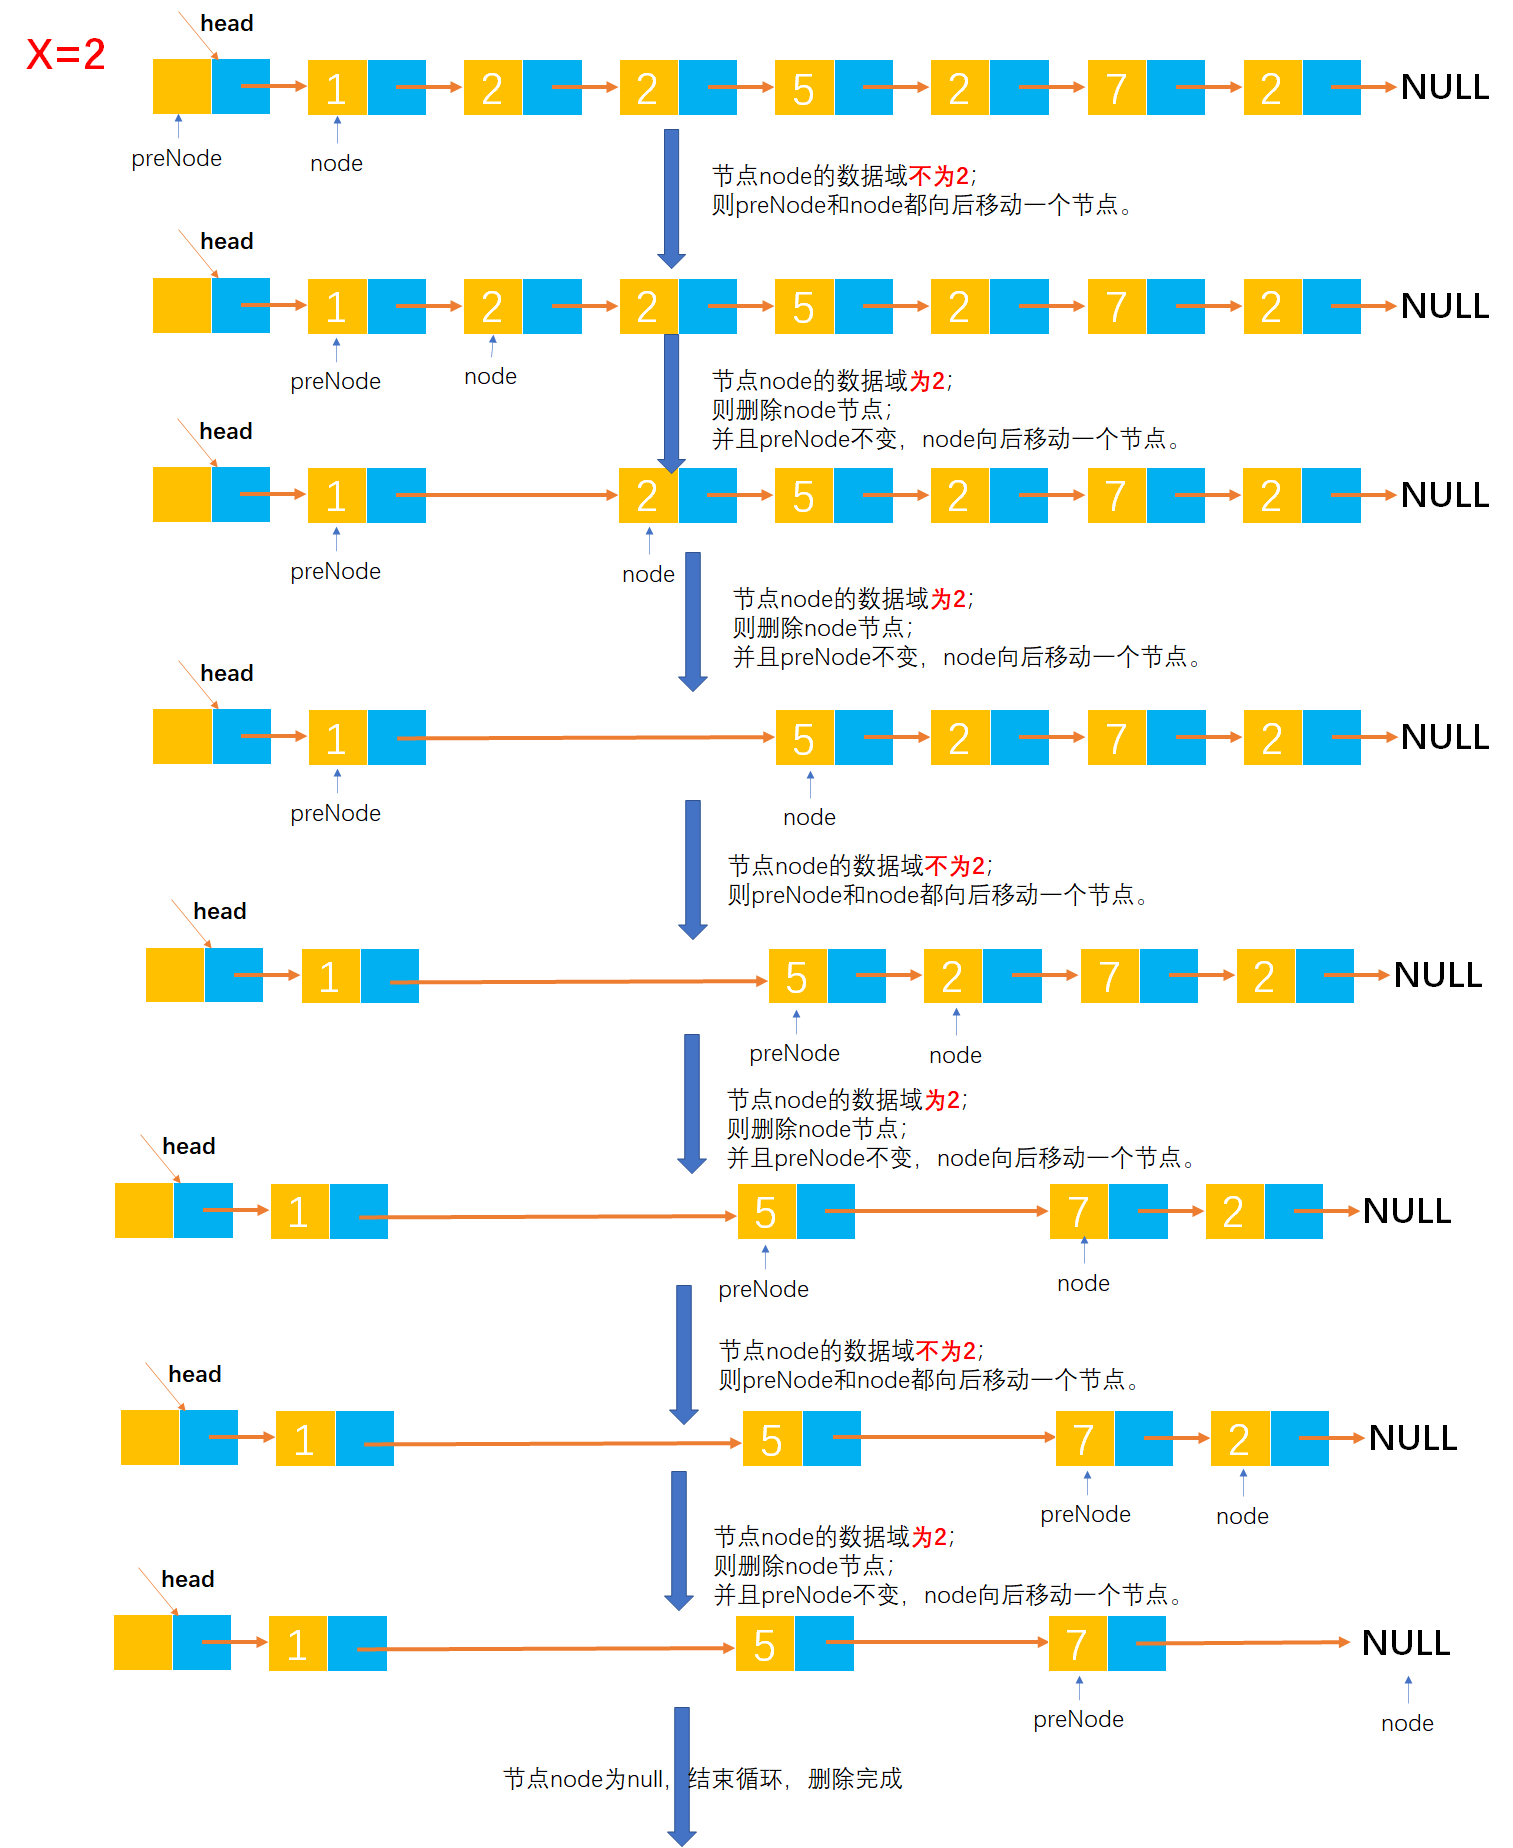 head
X=2
1 2 2 5 2 7 2 NULL
preNode
node
节点node的数据域不为2；
则preNode和node都向后移动一个节点。
head
1 2 2 5 2 7 2 NULL
preNode
node
节点node的数据域为2；
则删除node节点；
并且preNode不变，node向后移动一个节点。
head
1 2 5 2 7 2 NULL
preNode
node
节点node的数据域为2；
则删除node节点；
并且preNode不变，node向后移动一个节点。
head
1 5 2 7 2 NULL
preNode
node
节点node的数据域不为2；
则preNode和node都向后移动一个节点。
head
1 5 2 7 2 NULL
preNode
node
节点node的数据域为2；
则删除node节点；
并且preNode不变，node向后移动一个节点。
head
1 5 7 2 NULL
preNode
node
节点node的数据域不为2；
则preNode和node都向后移动一个节点。
head
1 5 7 2 NULL
preNode
node
节点node的数据域为2；
则删除node节点；
并且preNode不变，node向后移动一个节点。
head
1 5 7 NULL
preNode
node
节点node为null，结束循环，删除完成